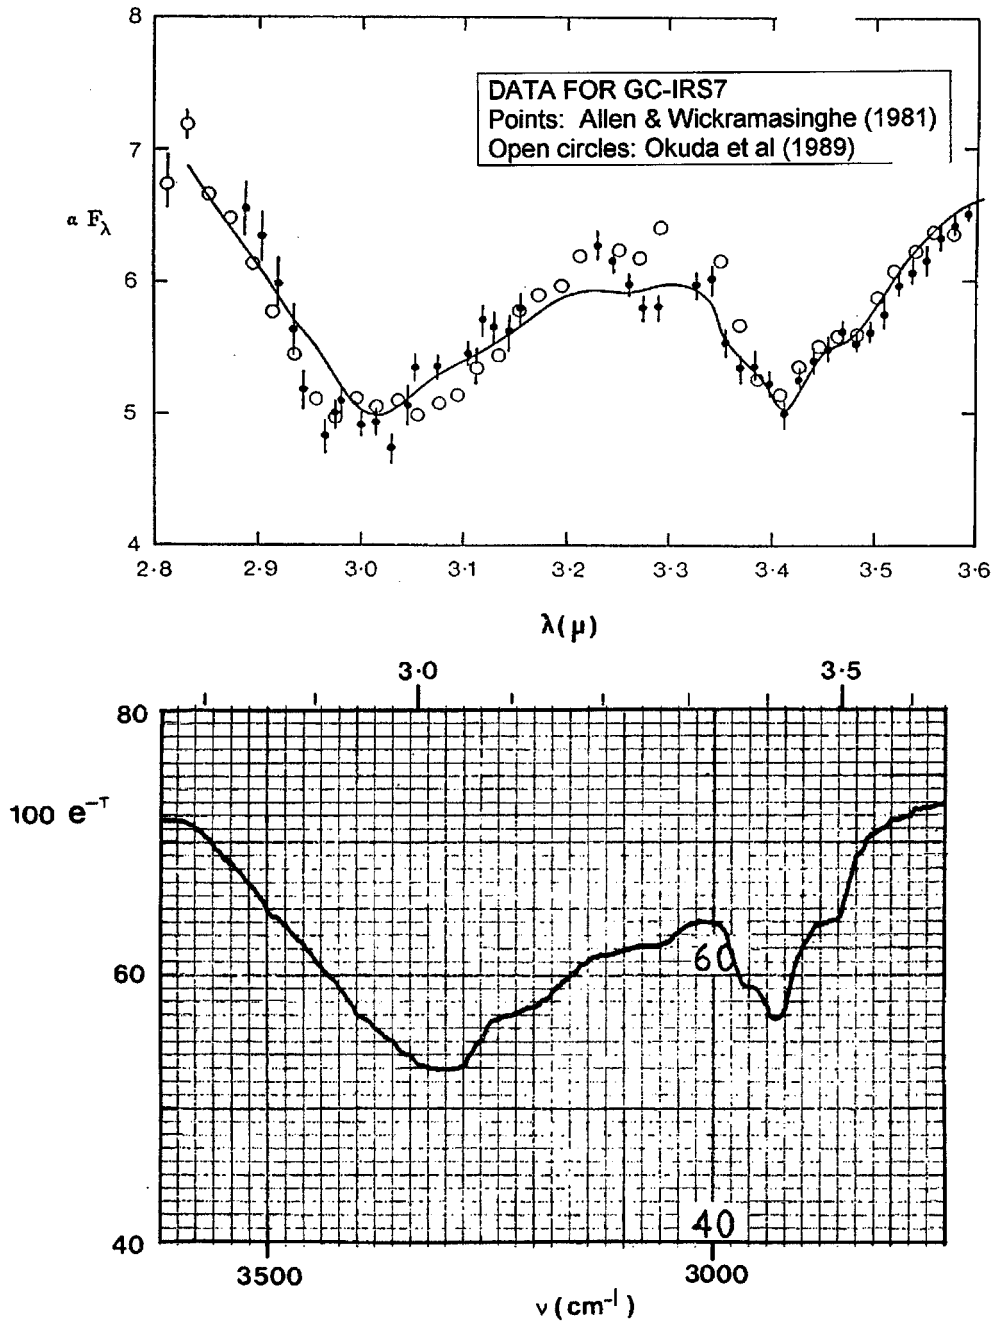 8
DATA FOR GC-IRS7
Points: Allen & Wickramasinghe (1981)
Open circles: Okuda et al (1989)
7
α Fλ
6
5
4
2·8 2·9 3·0 3·1 3·2 3·3 3·4 3·5 3·6
λ(μ)
3·0 3·5
80
100 e⁻ᵀ
60 60
40 40
3500 3000
ν (cm⁻¹)